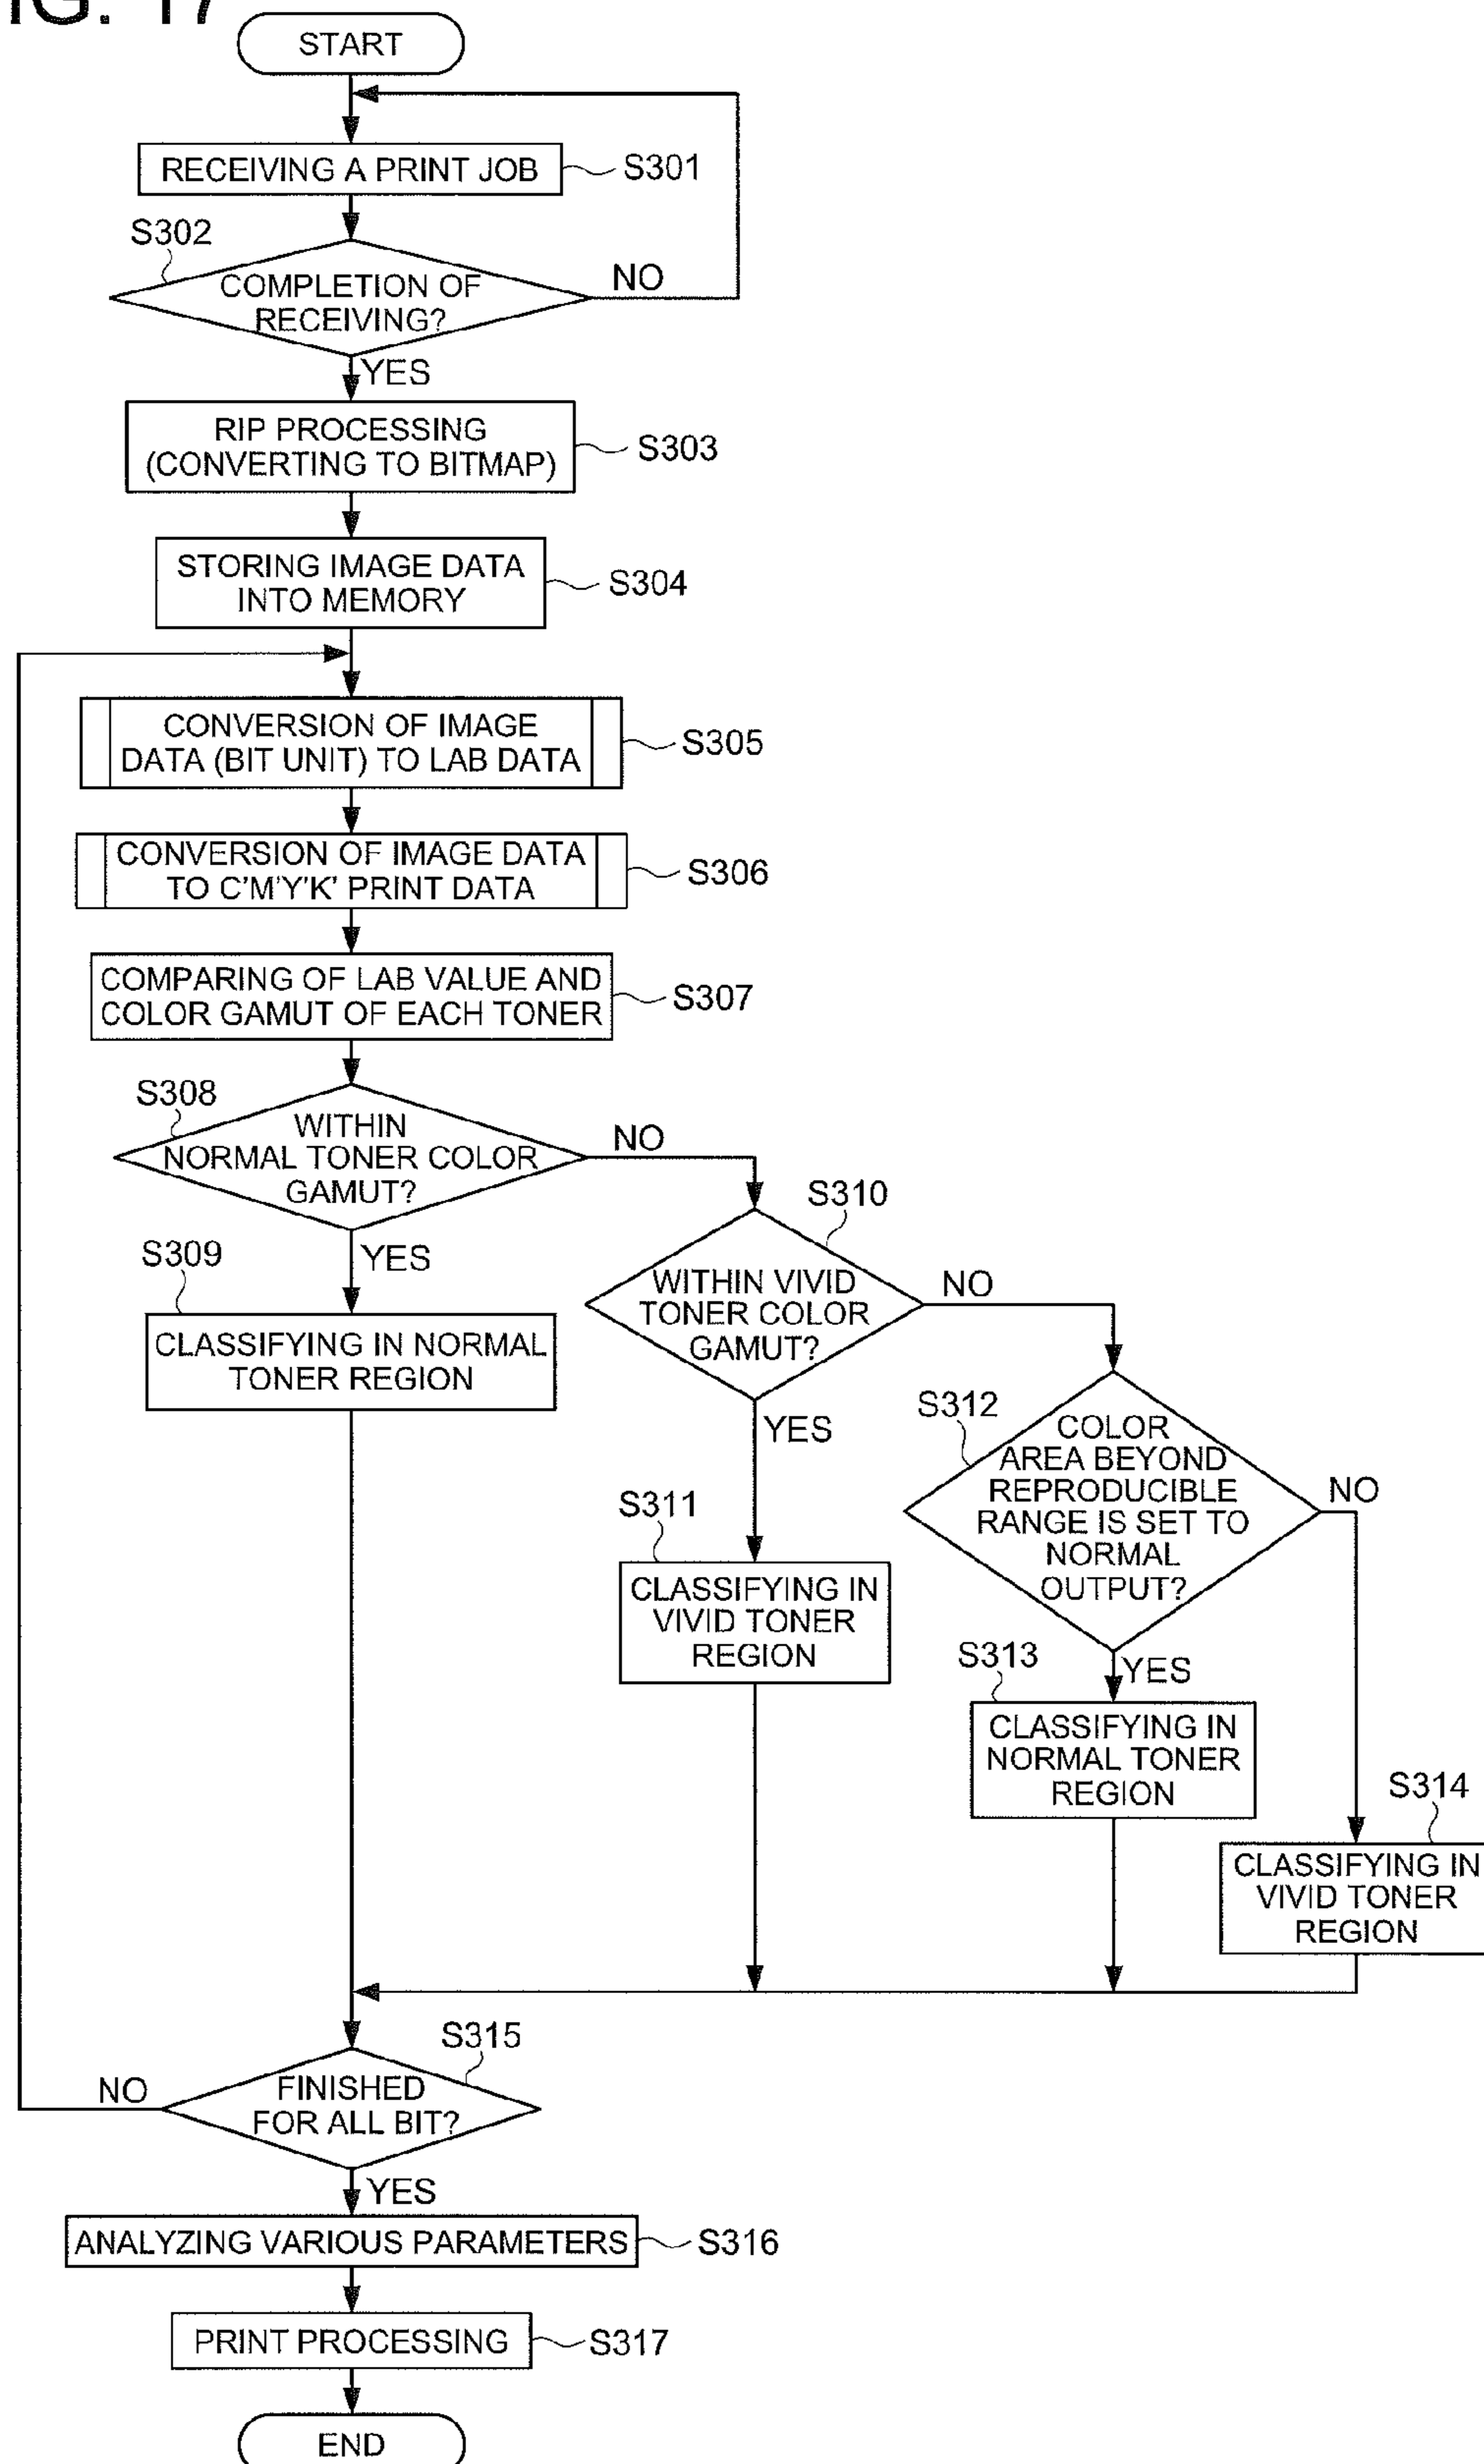 FIG. 17
START
RECEIVING A PRINT JOB
S301
S302
COMPLETION OF
RECEIVING?
NO
YES
RIP PROCESSING
(CONVERTING TO BITMAP)
S303
STORING IMAGE DATA
INTO MEMORY
S304
CONVERSION OF IMAGE
DATA (BIT UNIT) TO LAB DATA
S305
CONVERSION OF IMAGE DATA
TO C'M'Y'K' PRINT DATA
S306
COMPARING OF LAB VALUE AND
COLOR GAMUT OF EACH TONER
S307
S308
WITHIN
NORMAL TONER COLOR
GAMUT?
NO
YES
S309
CLASSIFYING IN NORMAL
TONER REGION
S310
WITHIN VIVID
TONER COLOR
GAMUT?
NO
YES
S311
CLASSIFYING IN
VIVID TONER
REGION
S312
COLOR
AREA BEYOND
REPRODUCIBLE
RANGE IS SET TO
NORMAL
OUTPUT?
NO
YES
S313
CLASSIFYING IN
NORMAL TONER
REGION
S314
CLASSIFYING IN
VIVID TONER
REGION
S315
FINISHED
FOR ALL BIT?
NO
YES
ANALYZING VARIOUS PARAMETERS
S316
PRINT PROCESSING
S317
END